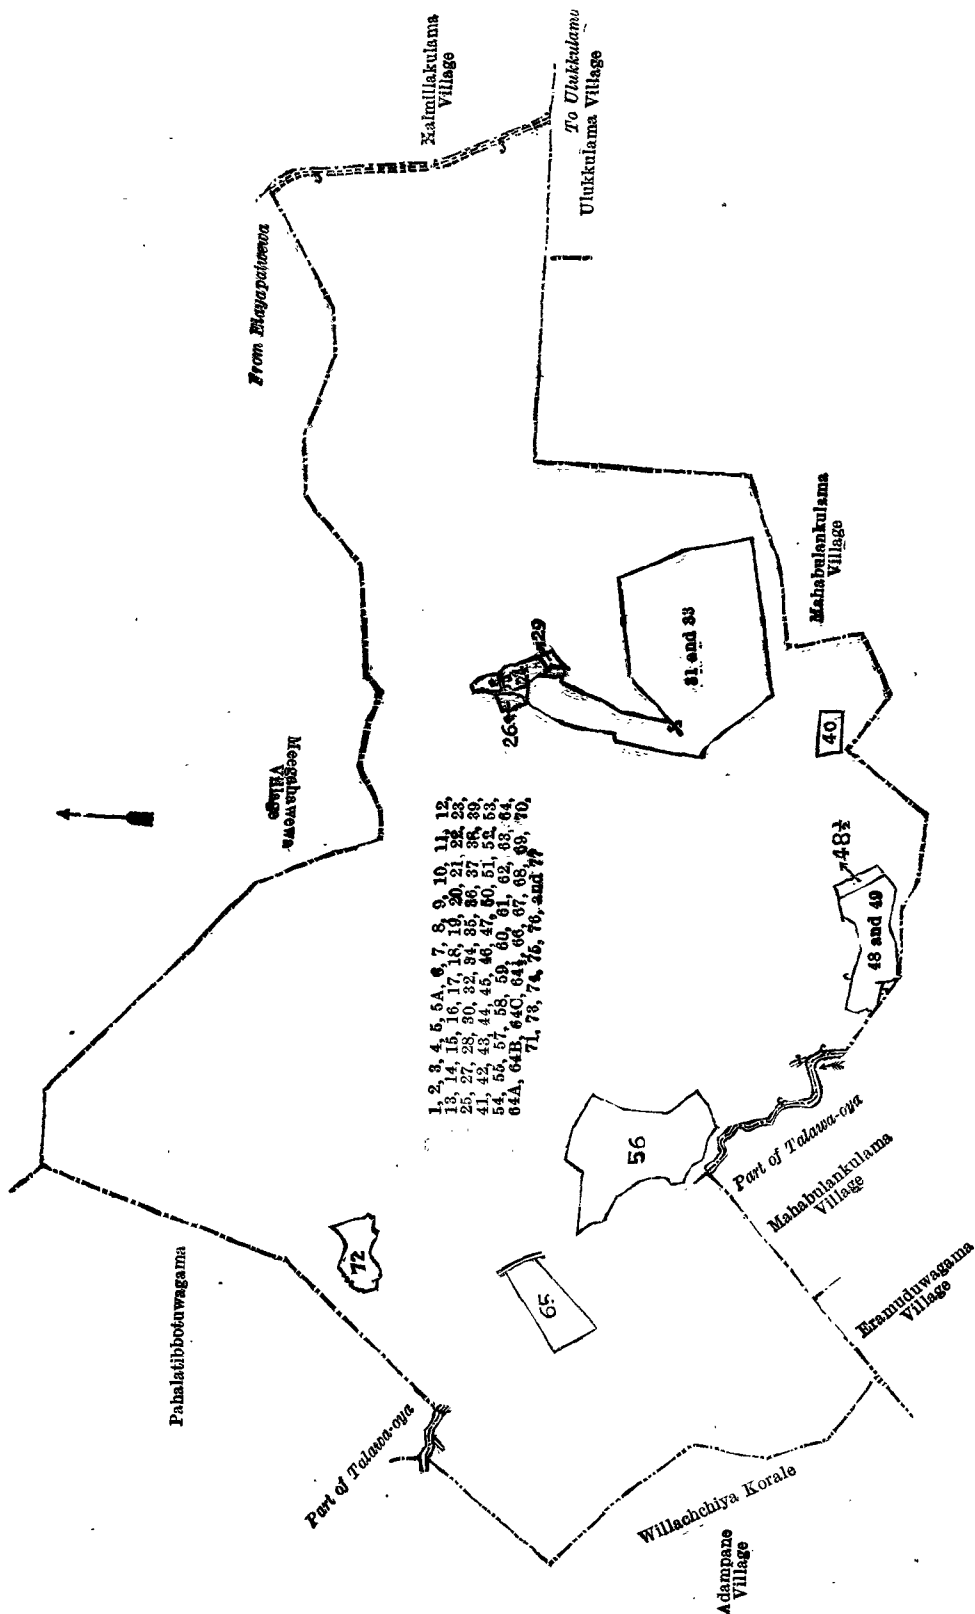 Kalmillakulama
Village
To Ulukkulama
Ulukkulama Village
From Elayapatuwewa
Mahabulankulama
Village
31 and 33
29
26
40
Meegahawewa
Village
48½
48 and 49
1, 2, 3, 4, 5, 5A, 6, 7, 8, 9, 10, 11, 12,
13, 14, 15, 16, 17, 18, 19, 20, 21, 22, 23,
25, 27, 28, 30, 32, 34, 35, 36, 37, 38, 39,
41, 42, 43, 44, 45, 46, 47, 50, 51, 52, 53,
54, 55, 57, 58, 59, 60, 61, 62, 63, 64,
64A, 64B, 64C, 64½, 66, 67, 68, 69, 70,
71, 73, 74, 75, 76, and 77
56
Part of Talawa-oya
Mahabulankulama
Village
Eramuduwagama
Village
72
65
Pahalatibbotuwagama
Part of Talawa-oya
Willachchiya Korale
Adampane
Village